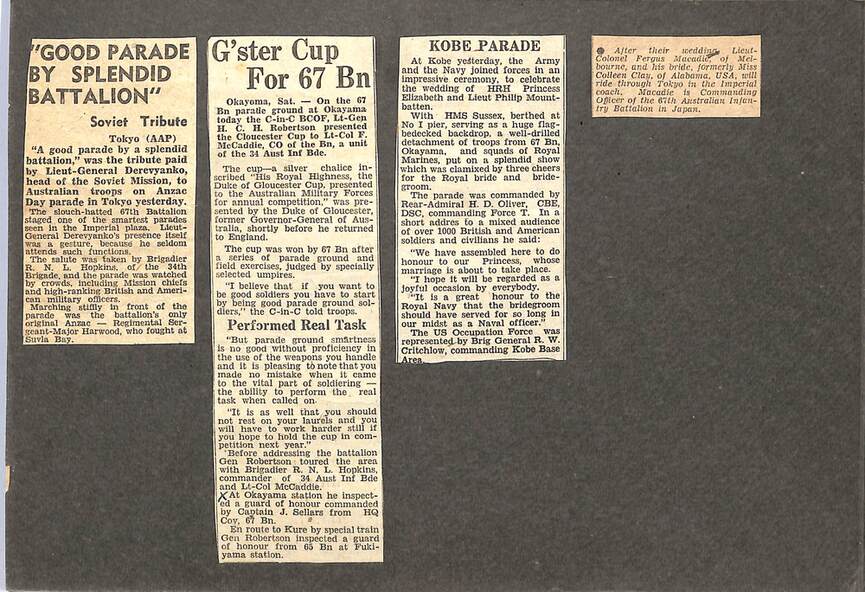 "GOOD PARADE
BY SPLENDID
BATTALION"
Soviet Tribute
Tokyo (AAP)
"A good parade by a splendid
battalion," was the tribute paid
by Lieut-General Derevyanko,
head of the Soviet Mission, to
Australian troops on Anzac
Day parade in Tokyo yesterday.
The slouch-hatted 67th Battalion
staged one of the smartest parades
seen in the Imperial plaza. Lieut-
General Derevyanko's presence itself
was a gesture, because he seldom
attends such functions.
The salute was taken by Brigadier
R. N. L. Hopkins, of the 34th
Brigade, and the parade was watched
by crowds, including Mission chiefs
and high-ranking British and Ameri-
can military officers.
Marching stiffly in front of the
parade was the battalion's only
original Anzac — Regimental Ser-
geant-Major Harwood, who fought at
Suvla Bay.
G'ster Cup
For 67 Bn
Okayoma, Sat. — On the 67
Bn parade ground at Okayama
today the C-in-C BCOF, Lt-Gen
H. C. H. Robertson presented
the Cloucester Cup to Lt-Col F.
McCaddie, CO of the Bn, a unit
of the 34 Aust Inf Bde.
The cup—a silver chalice in-
scribed "His Royal Highness, the
Duke of Gloucester Cup, presented
to the Australian Military Forces
for annual competition," was pre-
sented by the Duke of Gloucester,
former Governor-General of Aus-
tralia, shortly before he returned
to England.
The cup was won by 67 Bn after
a series of parade ground and
field exercises, judged by specially
selected umpires.
"I believe that if you want to
be good soldiers you have to start
by being good parade ground sol-
diers," the C-in-C told troops.
Performed Real Task
"But parade ground smartness
is no good without proficiency in
the use of the weapons you handle
and it is pleasing to note that you
made no mistake when it came
to the vital part of soldiering —
the ability to perform the real
task when called on.
"It is as well that you should
not rest on your laurels and you
will have to work harder still if
you hope to hold the cup in com-
petition next year."
Before addressing the battalion
Gen Robertson toured the area
with Brigadier R. N. L. Hopkins,
commander of 34 Aust Inf Bde
and Lt-Col McCaddie.
At Okayama station he inspect-
ed a guard of honour commanded
by Captain J. Sellars from HQ
Coy, 67 Bn.
En route to Kure by special train
Gen Robertson inspected a guard
of honour from 65 Bn at Fuki-
yama station.
KOBE PARADE
At Kobe yesterday, the Army
and the Navy joined forces in an
impressive ceremony, to celebrate
the wedding of HRH Princess
Elizabeth and Lieut Philip Mount-
batten.
With HMS Sussex, berthed at
No I pier, serving as a huge flag-
bedecked backdrop, a well-drilled
detachment of troops from 67 Bn,
Okayama, and squads of Royal
Marines, put on a splendid show
which was clamixed by three cheers
for the Royal bride and bride-
groom.
The parade was commanded by
Rear-Admiral H. D. Oliver, CBE,
DSC, commanding Force T. In a
short adires to a mixed audience
of over 1000 British and American
soldiers and civilians he said:
"We have assembled here to do
honour to our Princess, whose
marriage is about to take place.
"I hope it will be regarded as a
joyful occasion by everybody.
"It is a great honour to the
Royal Navy that the bridegroom
should have served for so long in
our midst as a Naval officer."
The US Occupation Force was
represented by Brig General R. W.
Critchlow, commanding Kobe Base
Area.
After their wedding, Lieut-
Colonel Fergus Macadie, of Mel-
bourne, and his bride, formerly Miss
Colleen Clay, of Alabama, USA, will
ride through Tokyo in the Imperial
coach. Macadie is Commanding
Officer of the 67th Australian Infan-
try Battalion in Japan.